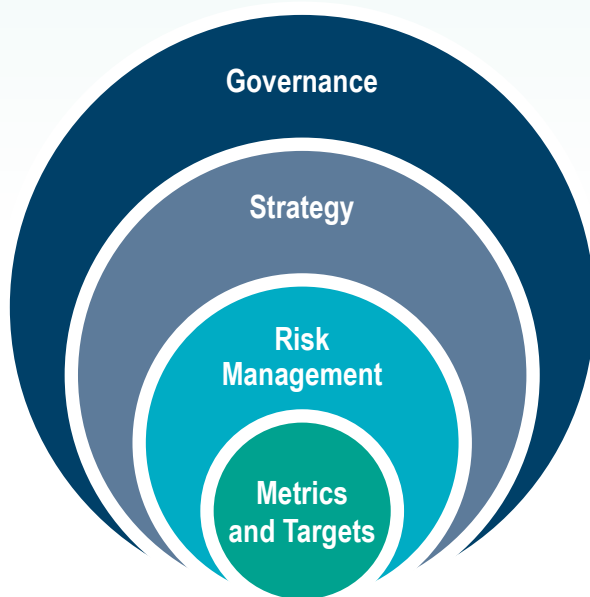 Governance
Strategy
Risk
Management
Metrics
and Targets